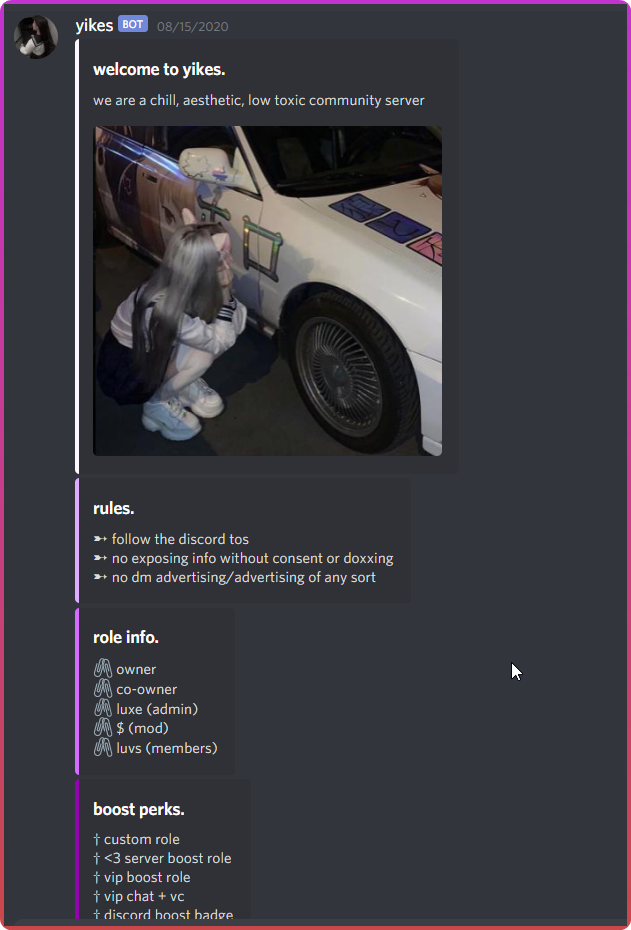 yikes BOT 08/15/2020
welcome to yikes.
we are a chill, aesthetic, low toxic community server
rules.
➵ follow the discord tos
➵ no exposing info without consent or doxxing
➵ no dm advertising/advertising of any sort
role info.
owner
co-owner
luxe (admin)
$ (mod)
luvs (members)
boost perks.
† custom role
† <3 server boost role
† vip boost role
† vip chat + vc
† discord boost badge